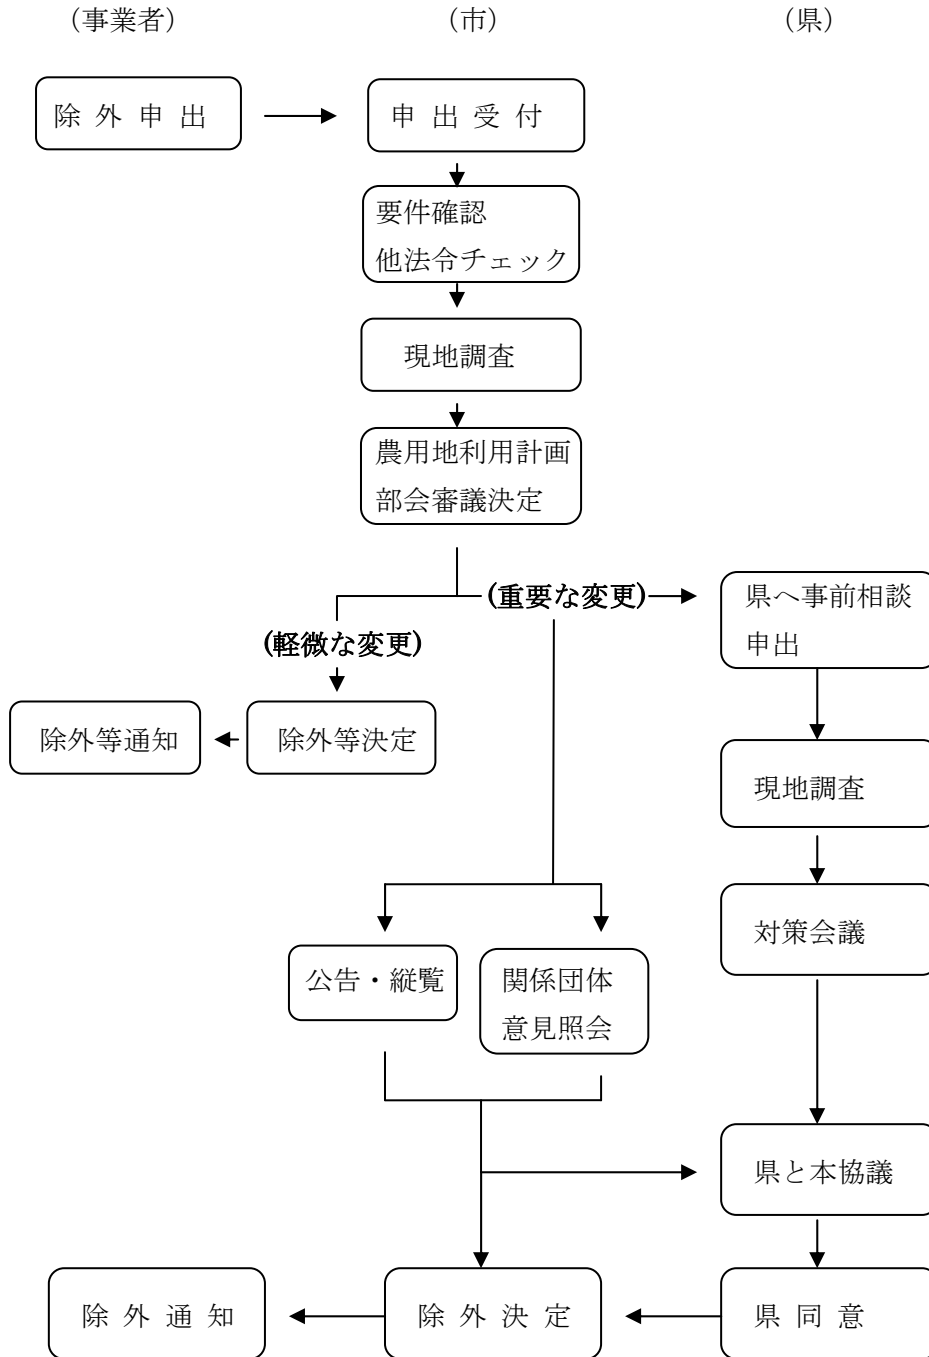 （事業者）
（市）
（県）
除外申出
申出受付
要件確認
他法令チェック
現地調査
農用地利用計画
部会審議決定
(重要な変更)
県へ事前相談
申出
(軽微な変更)
除外等通知
除外等決定
現地調査
対策会議
公告・縦覧
関係団体
意見照会
県と本協議
除外通知
除外決定
県同意